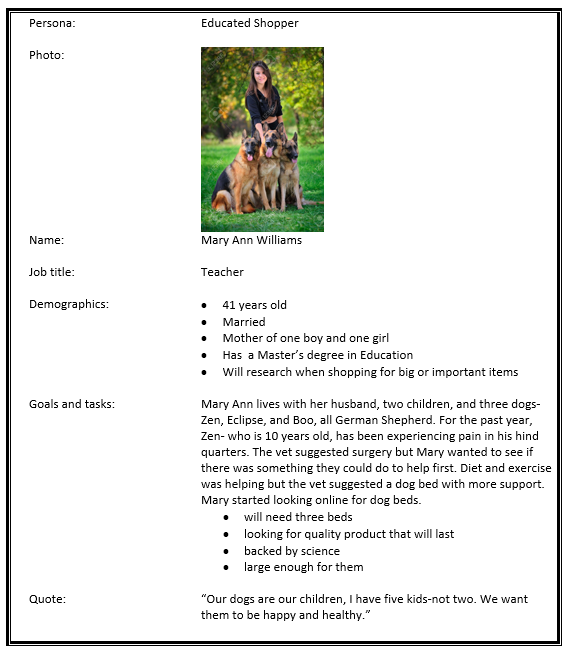 Persona: Educated Shopper
Photo:
Name: Mary Ann Williams
Job title: Teacher
Demographics:
• 41 years old
• Married
• Mother of one boy and one girl
• Has a Master’s degree in Education
• Will research when shopping for big or important items
Goals and tasks: Mary Ann lives with her husband, two children, and three dogs-
Zen, Eclipse, and Boo, all German Shepherd. For the past year,
Zen- who is 10 years old, has been experiencing pain in his hind
quarters. The vet suggested surgery but Mary wanted to see if
there was something they could do to help first. Diet and exercise
was helping but the vet suggested a dog bed with more support.
Mary started looking online for dog beds.
• will need three beds
• looking for quality product that will last
• backed by science
• large enough for them
Quote: “Our dogs are our children, I have five kids-not two. We want
them to be happy and healthy.”